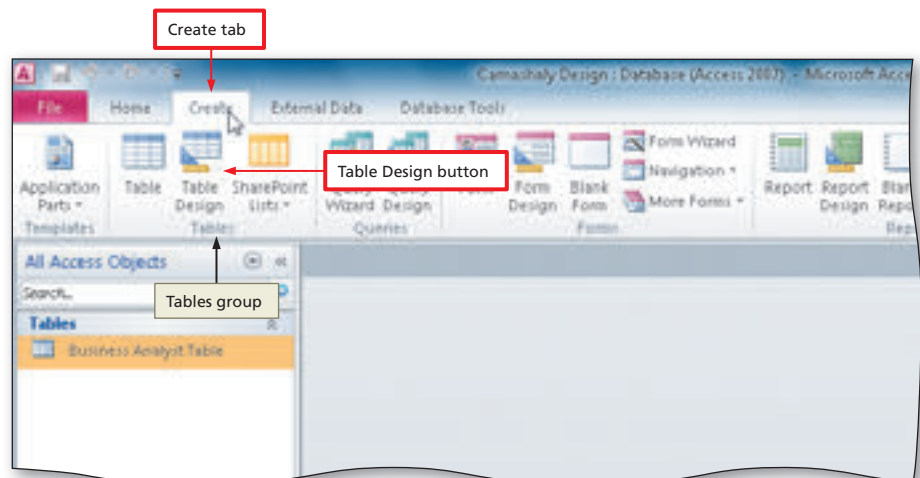 Create tab
Camashaly Design : Database (Access 2007) - Microsoft Acce
File Home Create External Data Database Tools
Table Design button
Form Wizard
Navigation
More Forms
Application Parts
Table
Table Design
SharePoint Lists
Wizard Design
Form Design
Blank Form
Report
Report Design
Templates
Tables
Queries
Forms
All Access Objects
Search...
Tables group
Tables
Business Analyst Table